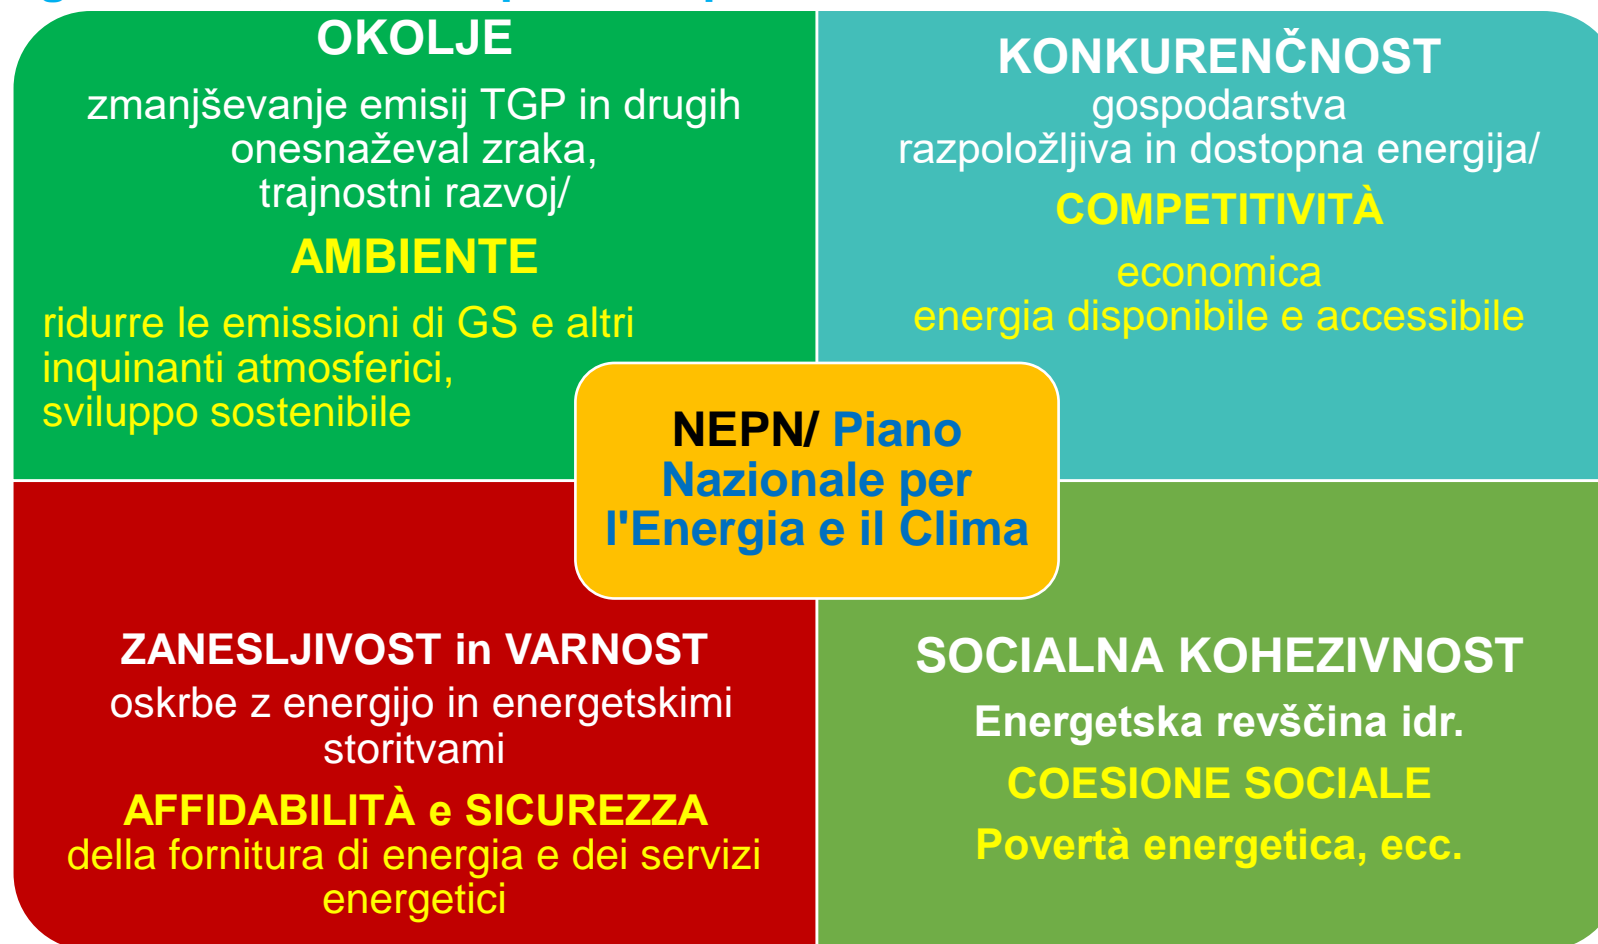 OKOLJE
zmanjševanje emisij TGP in drugih
onesnaževal zraka,
trajnostni razvoj/
AMBIENTE
ridurre le emissioni di GS e altri
inquinanti atmosferici,
sviluppo sostenibile
KONKURENČNOST
gospodarstva
razpoložljiva in dostopna energija/
COMPETITIVITÀ
economica
energia disponibile e accessibile
NEPN/ Piano
Nazionale per
l'Energia e il Clima
ZANESLJIVOST in VARNOST
oskrbe z energijo in energetskimi
storitvami
AFFIDABILITÀ e SICUREZZA
della fornitura di energia e dei servizi
energetici
SOCIALNA KOHEZIVNOST
Energetska revščina idr.
COESIONE SOCIALE
Povertà energetica, ecc.